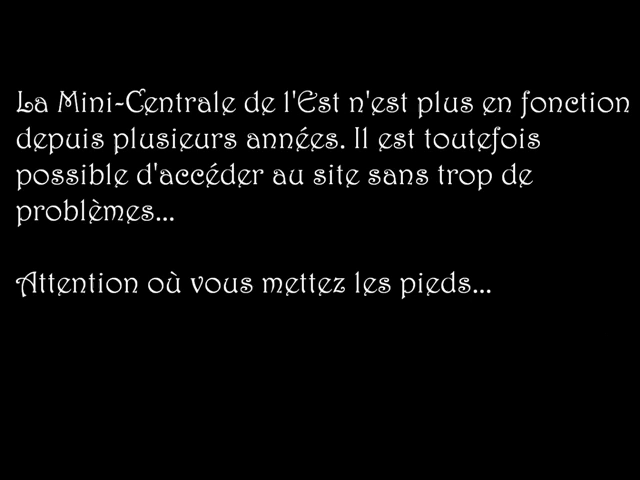 La Mini-Centrale de l'Est n'est plus en fonction
depuis plusieurs années. Il est toutefois
possible d'accéder au site sans trop de
problèmes...
Attention où vous mettez les pieds...